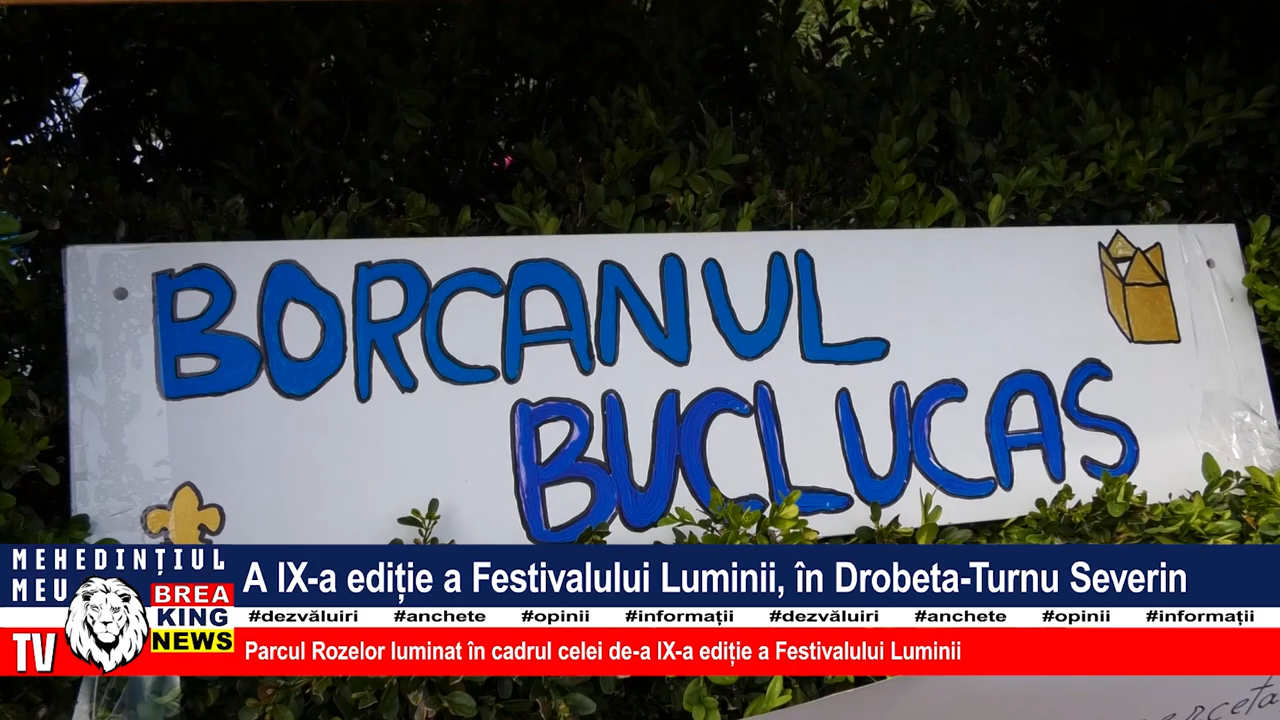 BORCANUL
BUCLUCAS
MEHEDINȚIUL
MEU
TV
BREA
KING
NEWS
A IX-a ediție a Festivalului Luminii, în Drobeta-Turnu Severin
#dezvăluiri #anchete #opinii #informații #dezvăluiri #anchete #opinii #informații
Parcul Rozelor luminat în cadrul celei de-a IX-a ediție a Festivalului Luminii